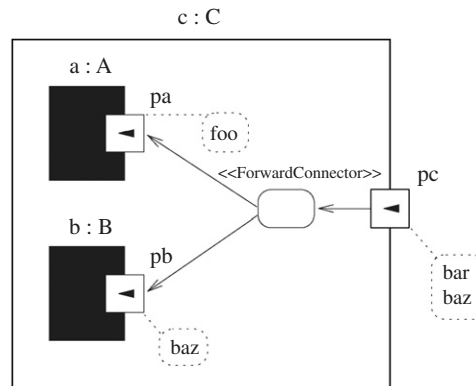 c : C
a : A
pa
foo
<<ForwardConnector>>
pc
b : B
pb
bar
baz
baz